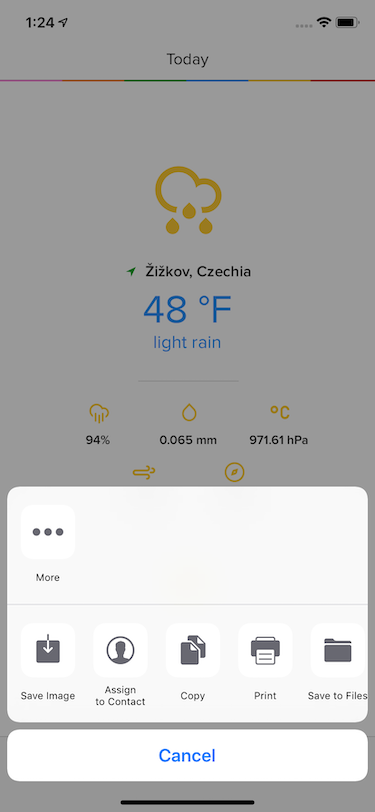 1:24
Today
Žižkov, Czechia
48 °F
light rain
°C
94%
0.065 mm
971.61 hPa
More
Save Image
Assign
to Contact
Copy
Print
Save to Files
Cancel